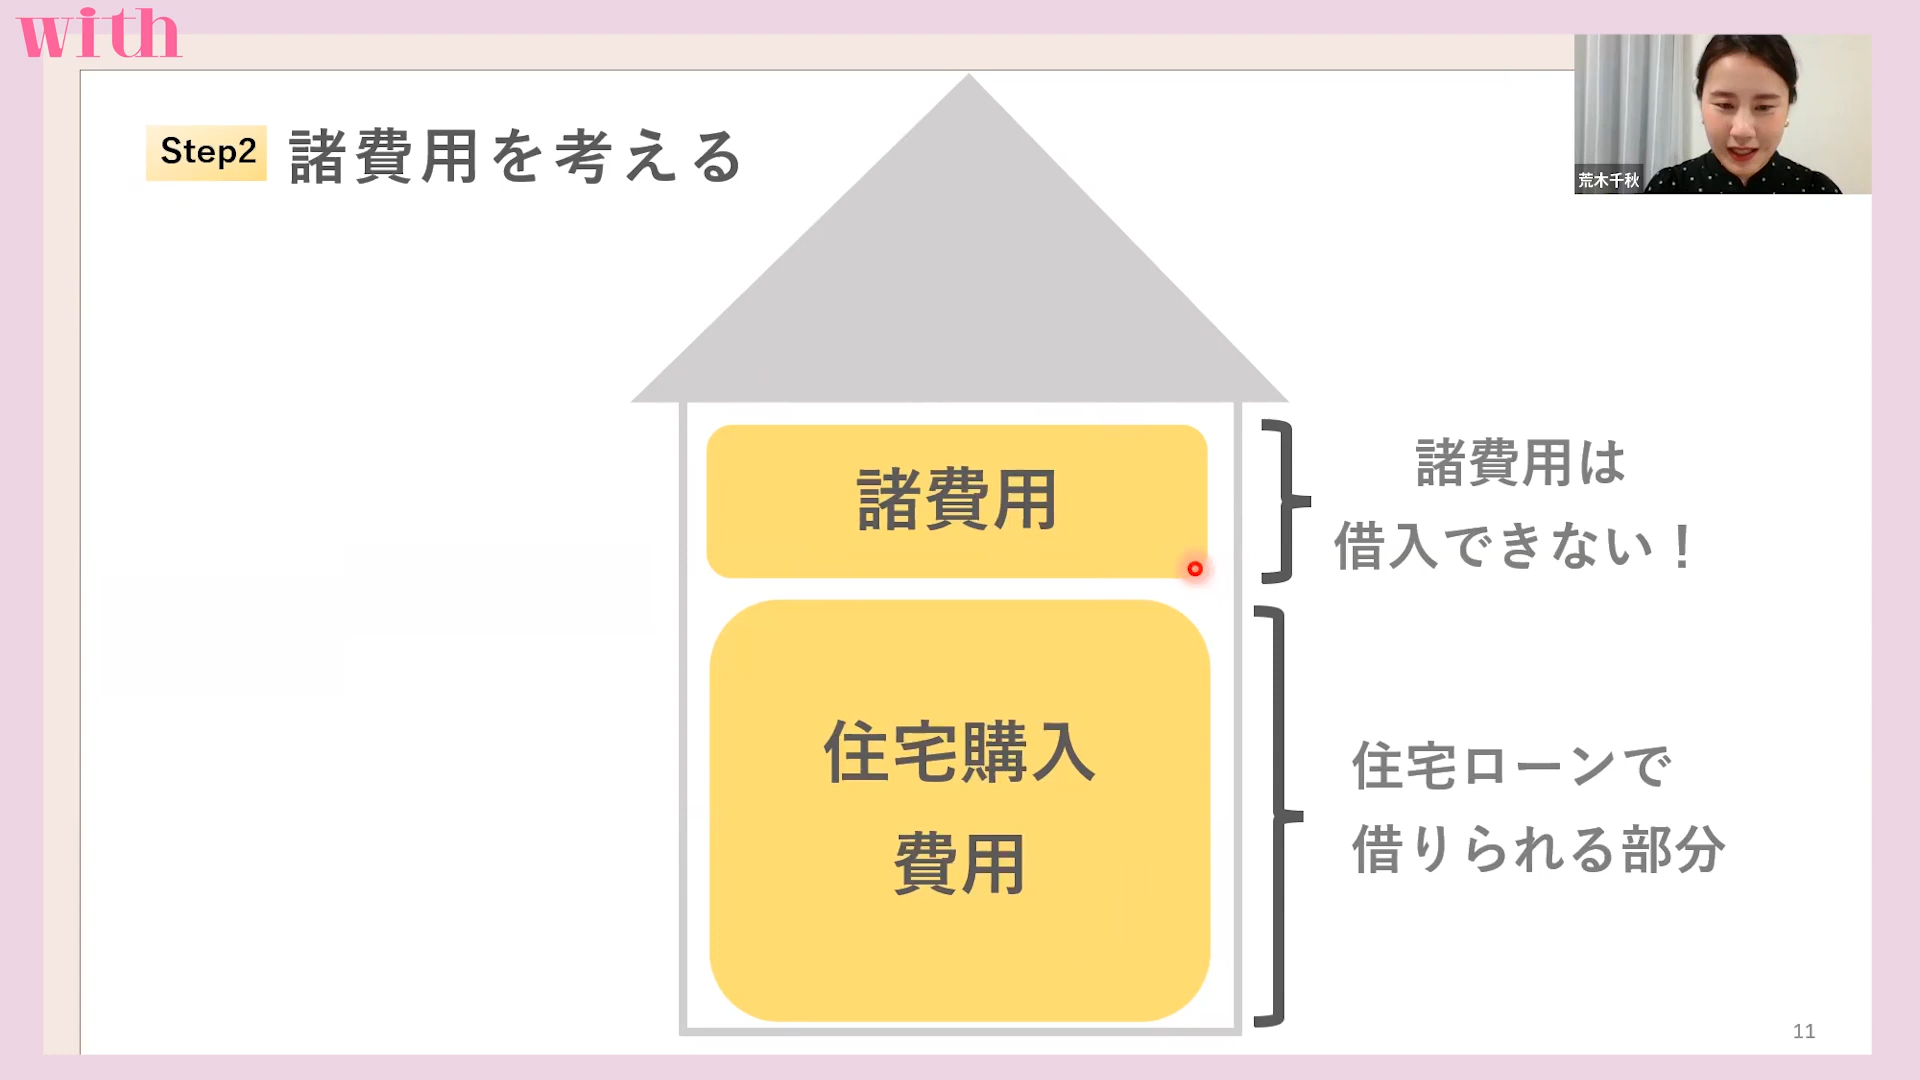 with
Step2 諸費用を考える
荒木千秋
諸費用
諸費用は
借入できない！
住宅購入
費用
住宅ローンで
借りられる部分
11